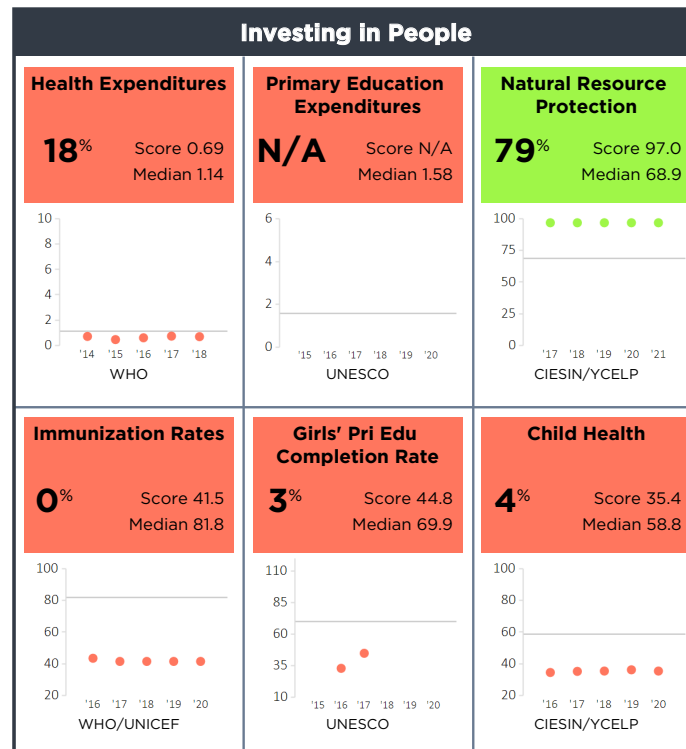 Investing in People
Health Expenditures
18%
Score 0.69
Median 1.14
10
8
6
4
2
0
'14 '15 '16 '17 '18
WHO
Primary Education
Expenditures
N/A
Score N/A
Median 1.58
6
4
2
0
'15 '16 '17 '18 '19 '20
UNESCO
Natural Resource
Protection
79%
Score 97.0
Median 68.9
100
75
50
25
0
'17 '18 '19 '20 '21
CIESIN/YCELP
Immunization Rates
0%
Score 41.5
Median 81.8
100
80
60
40
20
'16 '17 '18 '19 '20
WHO/UNICEF
Girls' Pri Edu
Completion Rate
3%
Score 44.8
Median 69.9
110
85
60
35
10
'15 '16 '17 '18 '19 '20
UNESCO
Child Health
4%
Score 35.4
Median 58.8
100
80
60
40
20
'16 '17 '18 '19 '20
CIESIN/YCELP